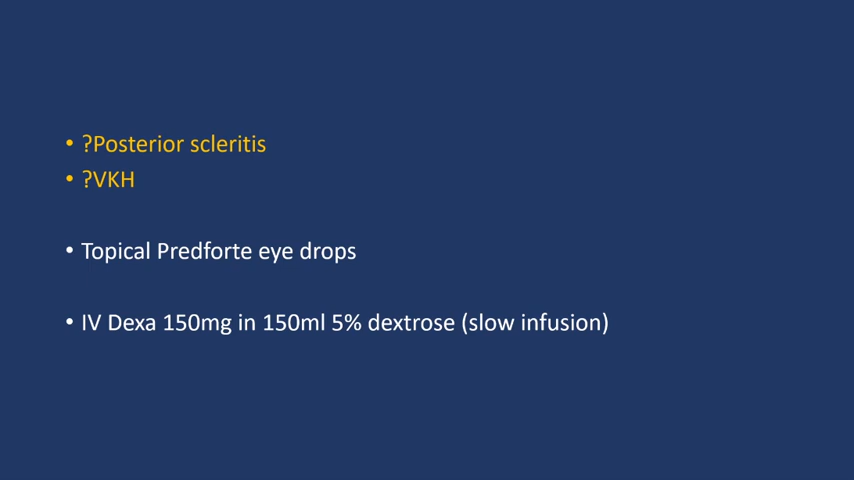 • ?Posterior scleritis
• ?VKH
• Topical Predforte eye drops
• IV Dexa 150mg in 150ml 5% dextrose (slow infusion)